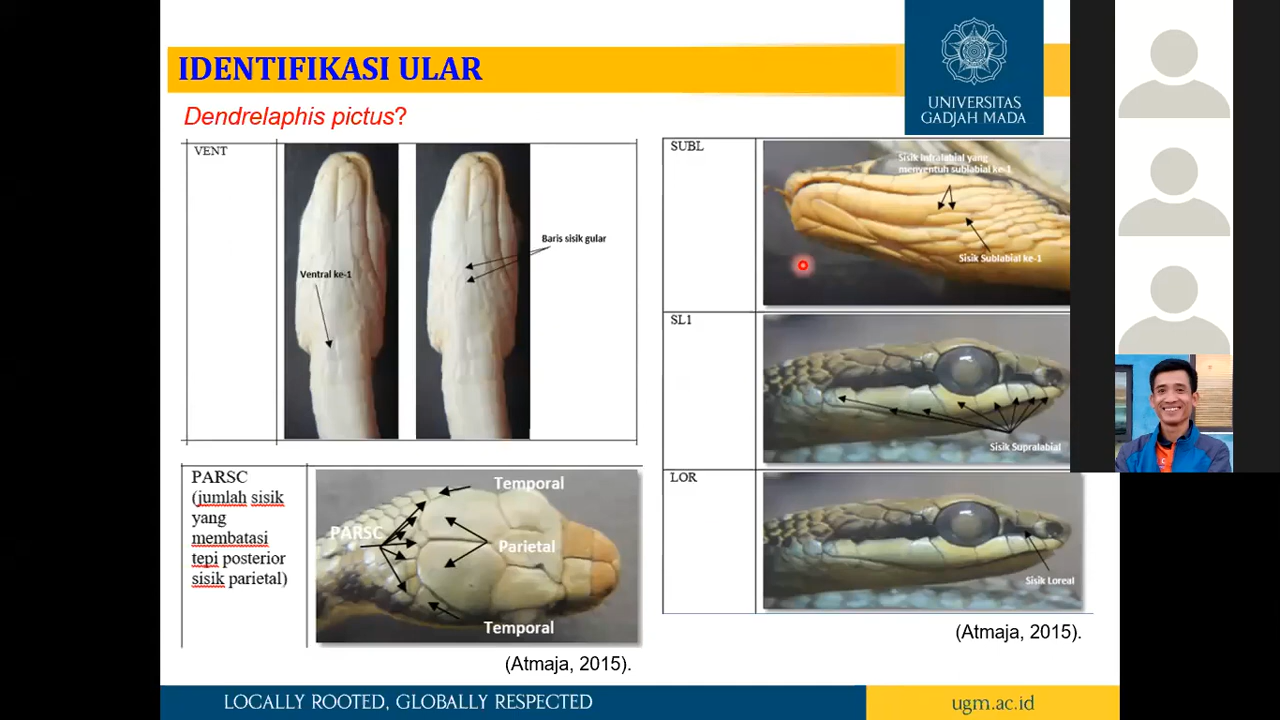 IDENTIFIKASI ULAR
UNIVERSITAS
GADJAH MADA
Dendrelaphis pictus?
VENT
Ventral ke-1
Baris sisik gular
PARSC
(jumlah sisik
yang
membatasi
tepi posterior
sisik parietal)
Temporal
PARSC
Parietal
Temporal
(Atmaja, 2015).
SUBL
Sisik Infralabial yang
menyentuh sublabial ke-1
Sisik Sublabial ke-1
SL1
Sisik Supralabial
LOR
Sisik Loreal
(Atmaja, 2015).
LOCALLY ROOTED, GLOBALLY RESPECTED
ugm.ac.id